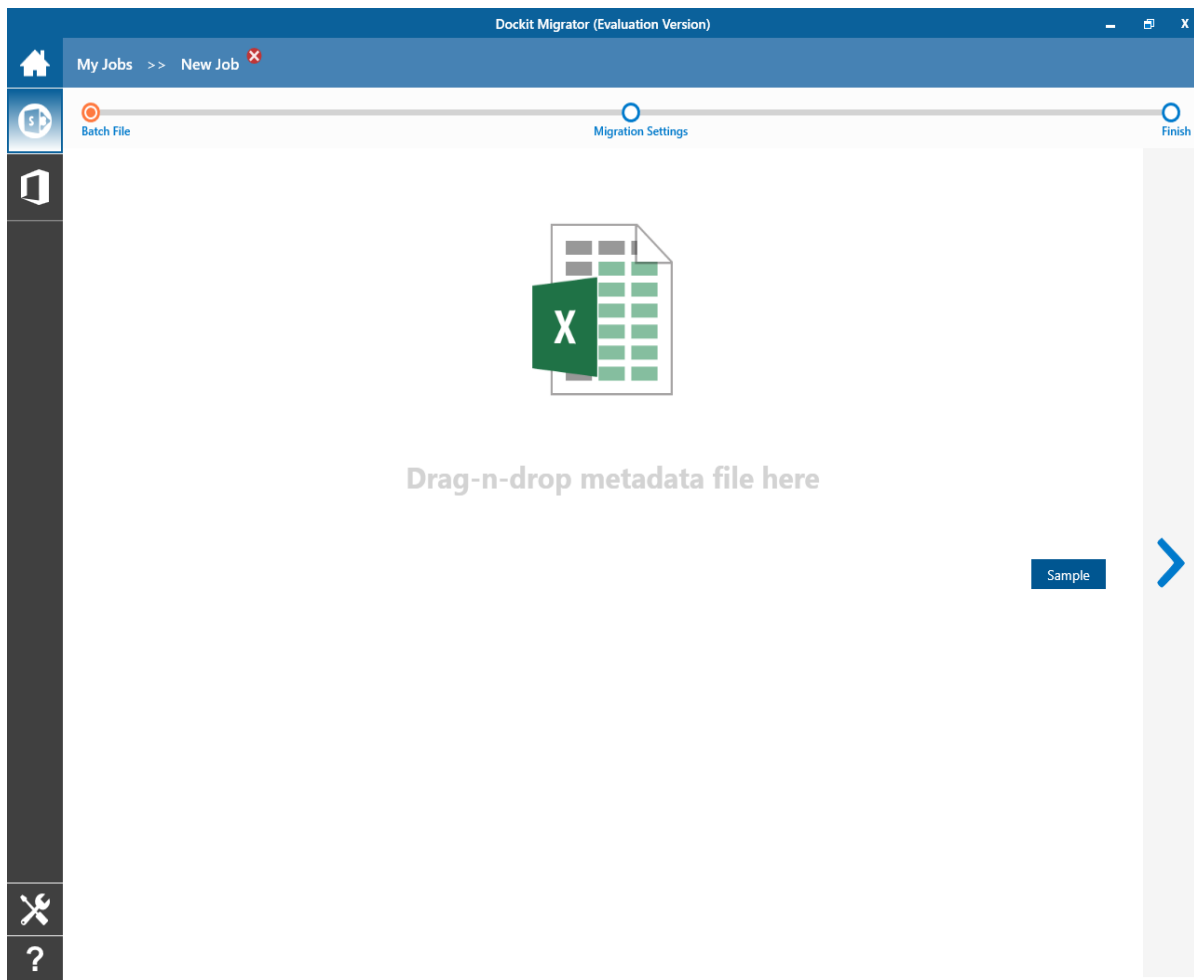 Dockit Migrator (Evaluation Version)
My Jobs >> New Job
Batch File
Migration Settings
Finish
S
X
Drag-n-drop metadata file here
Sample
?